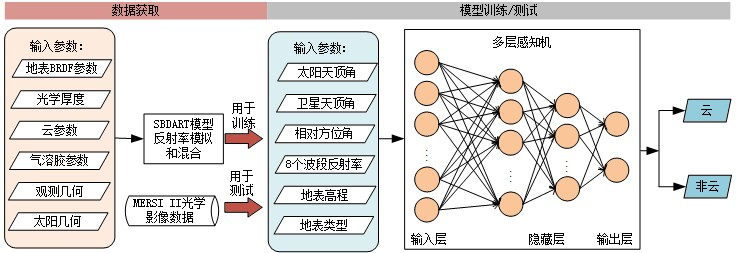 数据获取
模型训练/测试
输入参数:
地表BRDF参数
光学厚度
云参数
气溶胶参数
观测几何
太阳几何
SBDART模型
反射率模拟
和混合
用于
训练
MERSI II光学
影像数据
用于
测试
输入参数:
太阳天顶角
卫星天顶角
相对方位角
8个波段反射率
地表高程
地表类型
多层感知机
输入层
隐藏层
输出层
云
非云